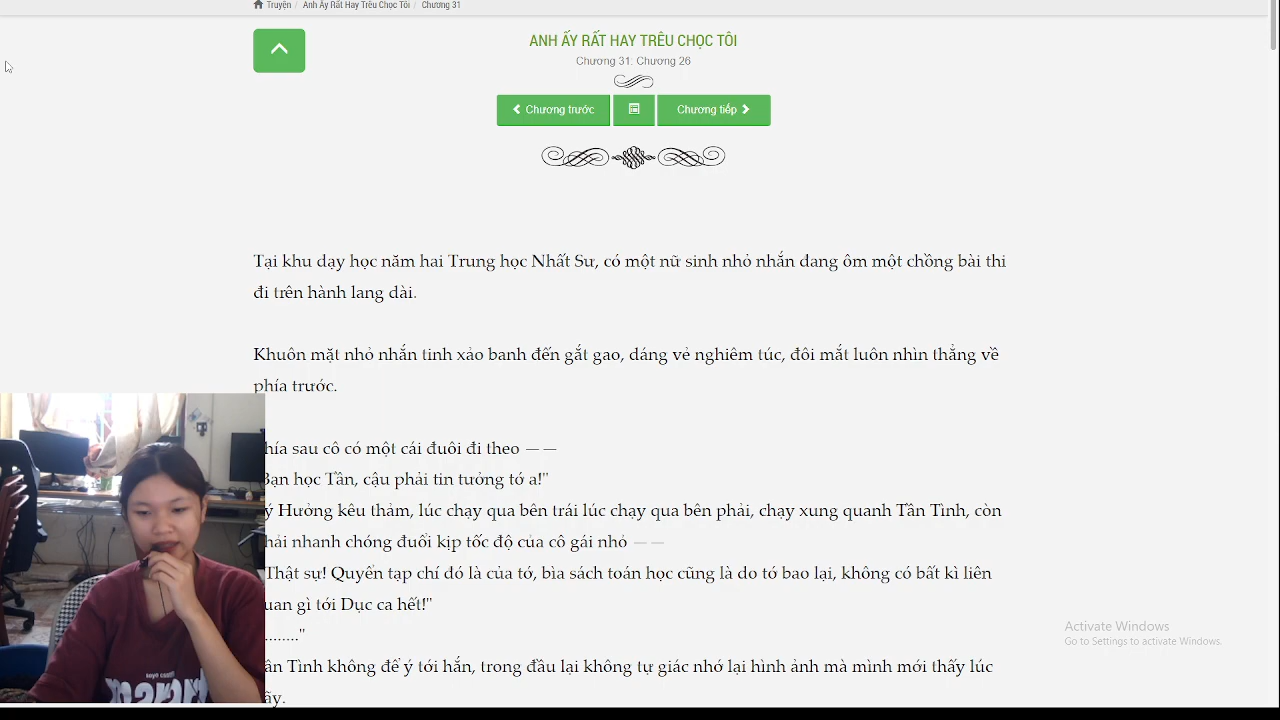 Truyện / Anh Ấy Rất Hay Trêu Chọc Tôi / Chương 31
ANH ẤY RẤT HAY TRÊU CHỌC TÔI
Chương 31: Chương 26
Chương trước
Chương tiếp
Tại khu dạy học năm hai Trung học Nhất Sư, có một nữ sinh nhỏ nhắn đang ôm một chồng bài thi
đi trên hành lang dài.
Khuôn mặt nhỏ nhắn tinh xảo banh đến gắt gao, dáng vẻ nghiêm túc, đôi mắt luôn nhìn thẳng về
phía trước.
hía sau cô có một cái đuôi đi theo ——
Bạn học Tần, cậu phải tin tưởng tớ a!"
ý Hưởng kêu thảm, lúc chạy qua bên trái lúc chạy qua bên phải, chạy xung quanh Tần Tình, còn
hải nhanh chóng đuổi kịp tốc độ của cô gái nhỏ ——
"Thật sự! Quyển tạp chí đó là của tớ, bìa sách toán học cũng là do tớ bao lại, không có bất kì liên
uan gì tới Dục ca hết!"
........"
ần Tình không để ý tới hắn, trong đầu lại không tự giác nhớ lại hình ảnh mà mình mới thấy lúc
ãy.
Activate Windows
Go to Settings to activate Windows.